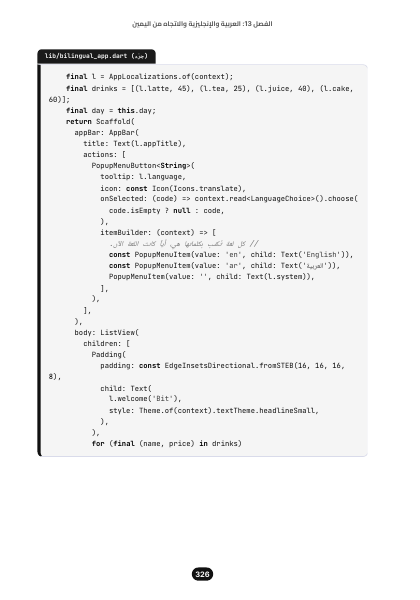 الفصل 13: العربية والإنجليزية والاتجاه من اليمين
lib/bilingual_app.dart (جزء)
final l = AppLocalizations.of(context);
final drinks = [(l.latte, 45), (l.tea, 25), (l.juice, 40), (l.cake,
60)];
final day = this.day;
return Scaffold(
appBar: AppBar(
title: Text(l.appTitle),
actions: [
PopupMenuButton<String>(
tooltip: l.language,
icon: const Icon(Icons.translate),
onSelected: (code) => context.read<LanguageChoice>().choose(
code.isEmpty ? null : code,
),
itemBuilder: (context) => [
// كل لغة تُكتب بكلماتها هي، أيًا كانت اللغة الآن.
const PopupMenuItem(value: 'en', child: Text('English')),
const PopupMenuItem(value: 'ar', child: Text('العربية')),
PopupMenuItem(value: '', child: Text(l.system)),
],
),
],
),
body: ListView(
children: [
Padding(
padding: const EdgeInsetsDirectional.fromSTEB(16, 16, 16,
8),
child: Text(
l.welcome('Bit'),
style: Theme.of(context).textTheme.headlineSmall,
),
),
for (final (name, price) in drinks)
326